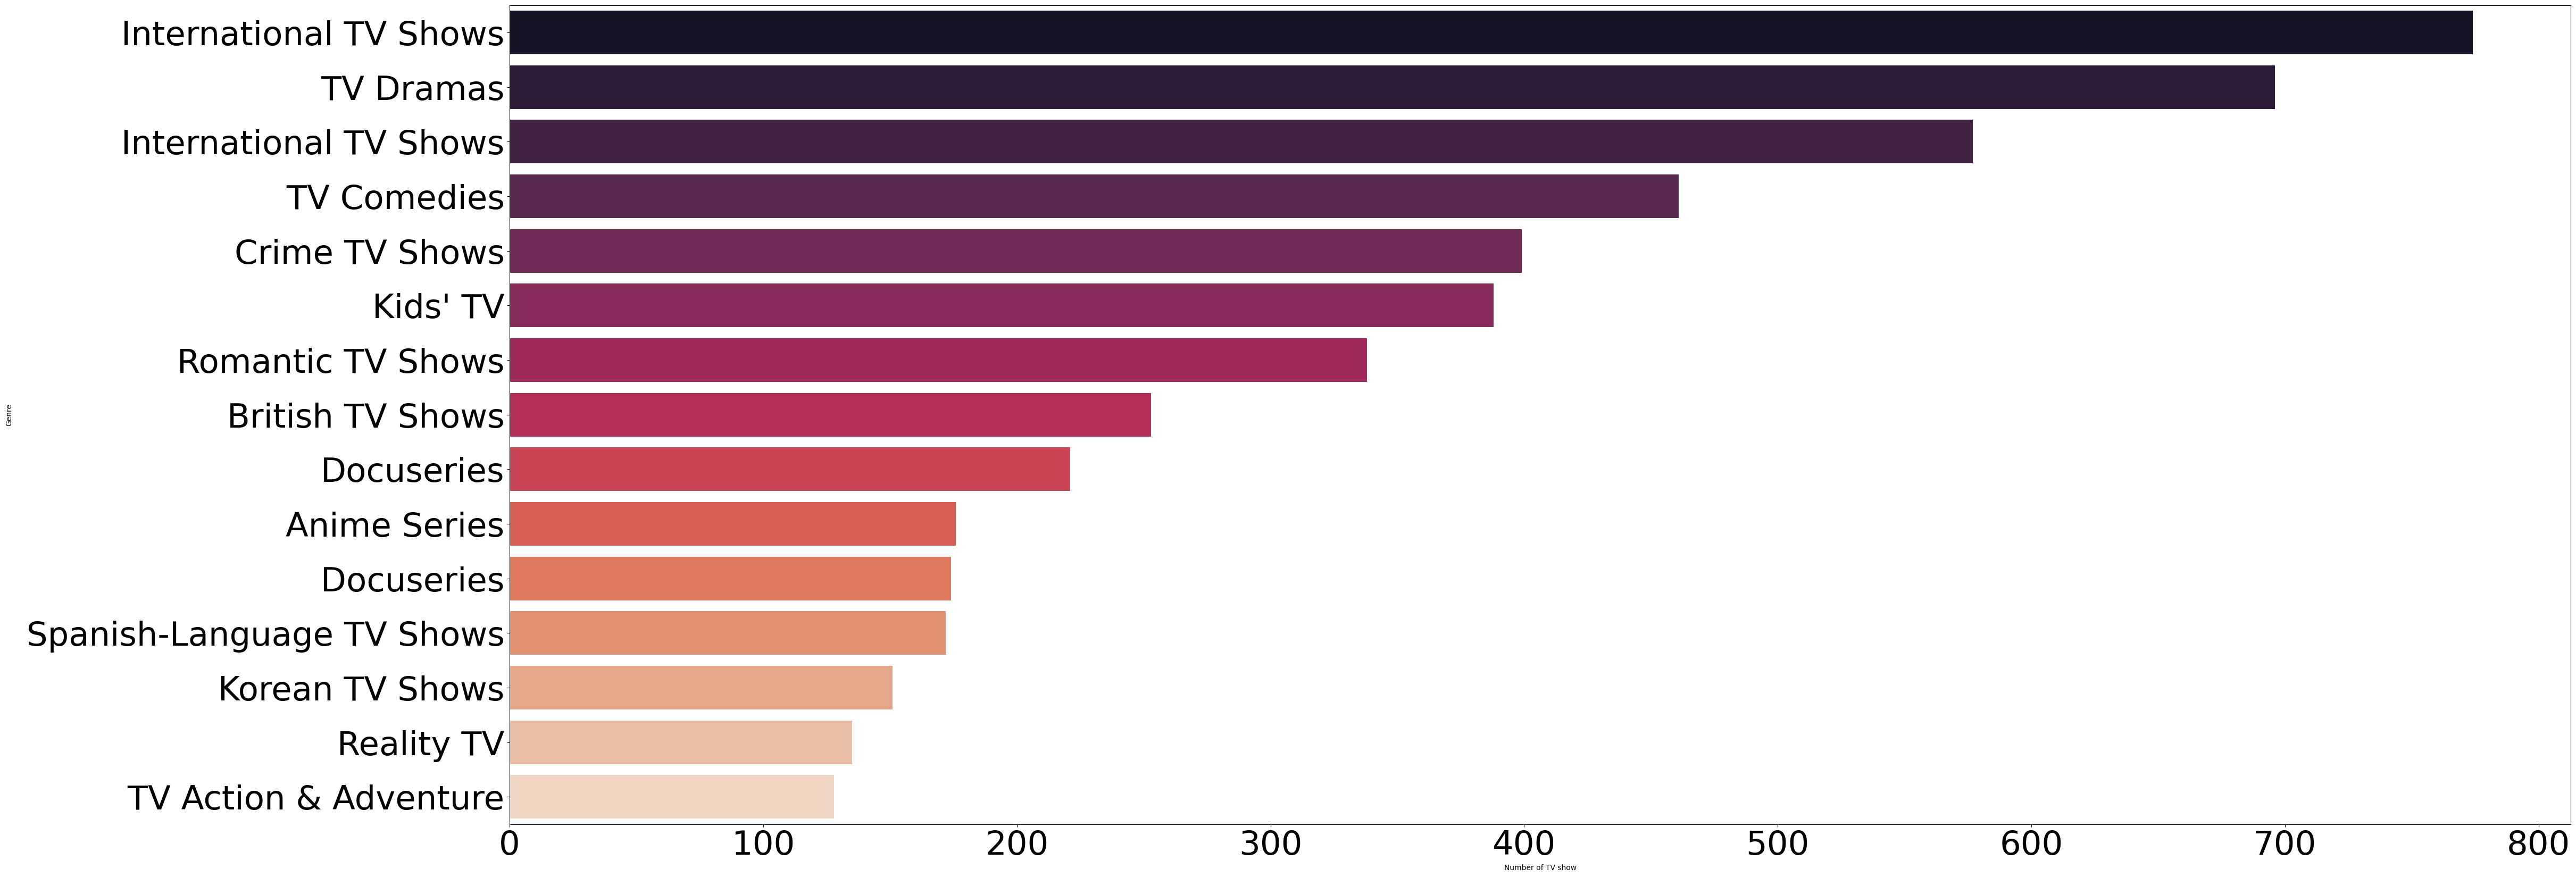 International TV Shows
TV Dramas
International TV Shows
TV Comedies
Crime TV Shows
Kids' TV
Romantic TV Shows
British TV Shows
Docuseries
Anime Series
Docuseries
Spanish-Language TV Shows
Korean TV Shows
Reality TV
TV Action & Adventure
Genre
0 100 200 300 400 500 600 700 800
Number of TV show